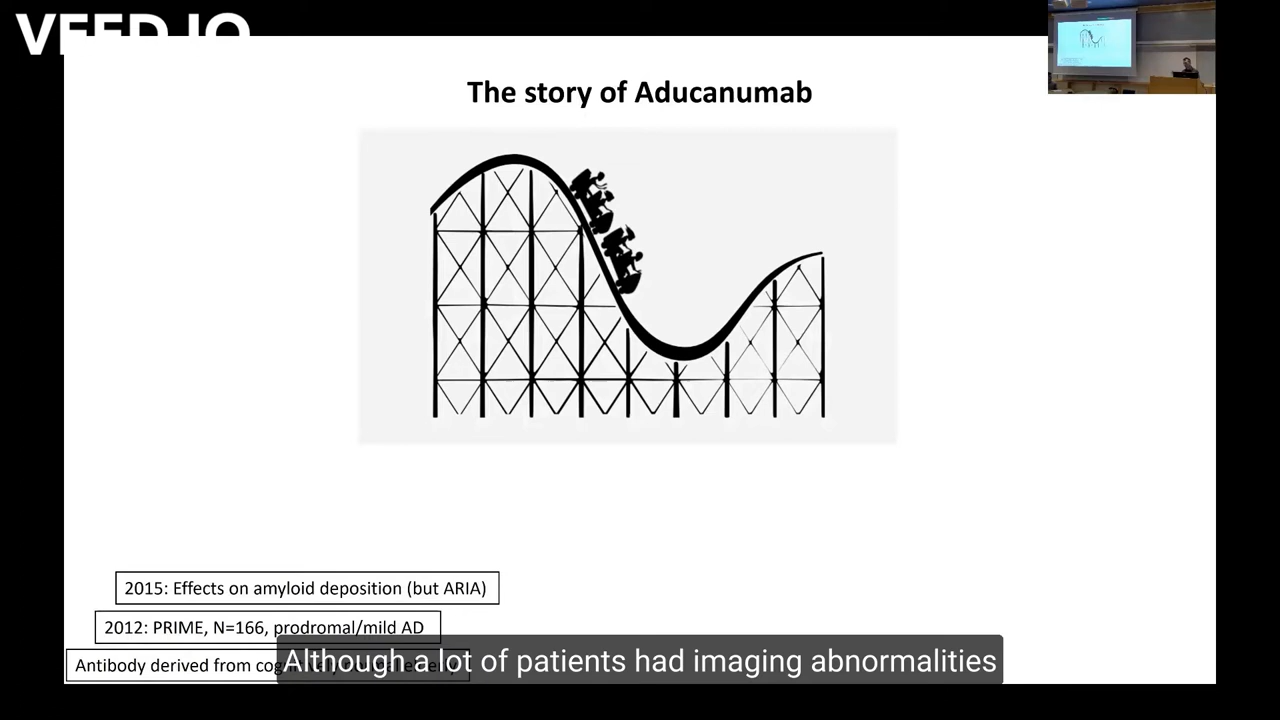 VEED.IO
The story of Aducanumab
2015: Effects on amyloid deposition (but ARIA)
2012: PRIME, N=166, prodromal/mild AD
Antibody derived from
Although a lot of patients had imaging abnormalities